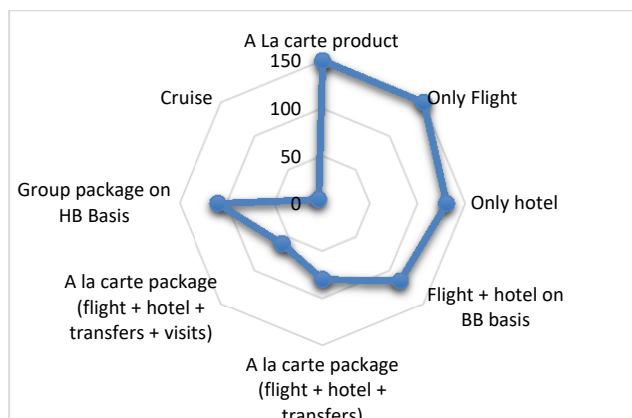 A La carte product
150
100
50
0
Only Flight
Only hotel
Flight + hotel on
BB basis
A la carte package
(flight + hotel +
transfers)
A la carte package
(flight + hotel +
transfers + visits)
Group package on
HB Basis
Cruise